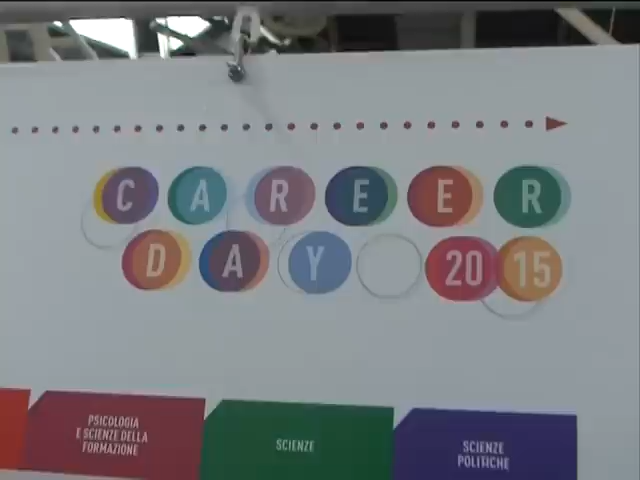 CAREER
DAY 2015
PSICOLOGIA
E SCIENZE DELLA
FORMAZIONE
SCIENZE
SCIENZE
POLITICHE